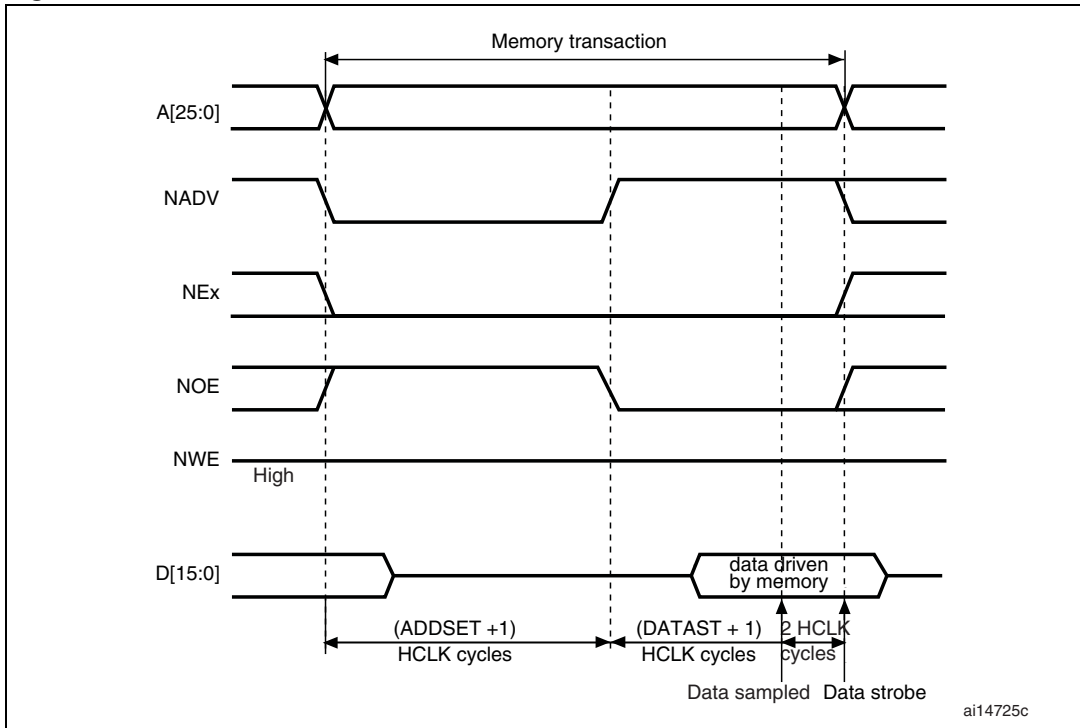 Memory transaction
A[25:0]
NADV
NEx
NOE
NWE
High
D[15:0]
data driven
by memory
(ADDSET +1)
HCLK cycles
(DATAST + 1)
HCLK cycles
2 HCLK
cycles
Data sampled
Data strobe
ai14725c